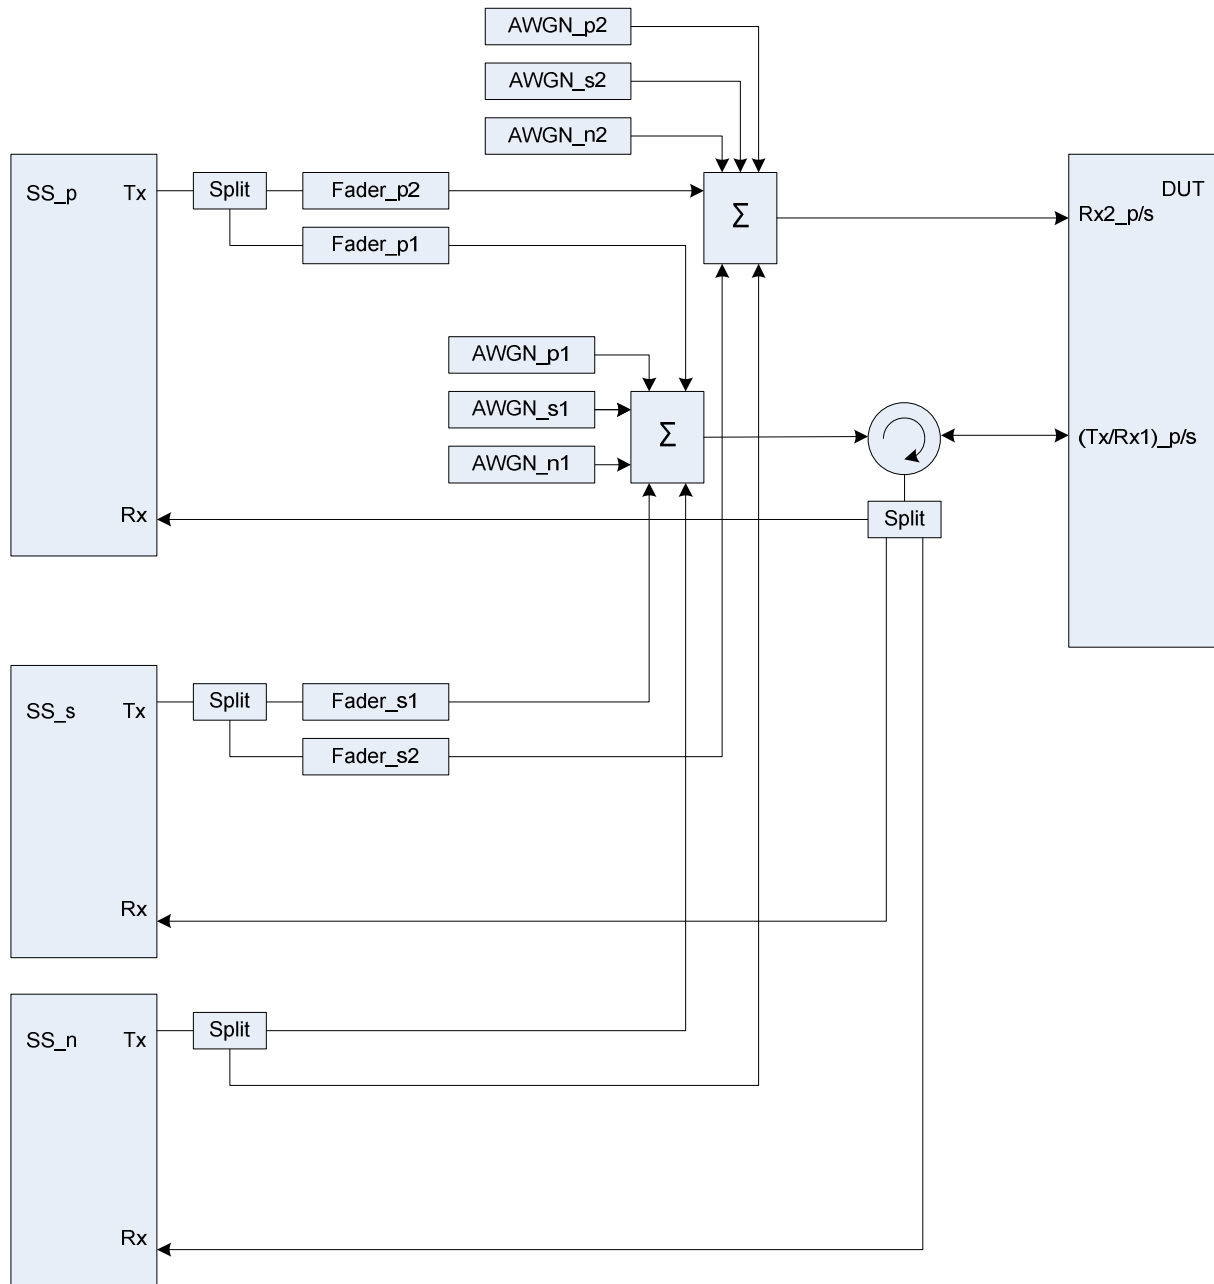 AWGN_p2
AWGN_s2
AWGN_n2
SS_p
Tx
Split
Fader_p2
Fader_p1
Σ
DUT
Rx2_p/s
AWGN_p1
AWGN_s1
AWGN_n1
Σ
(Tx/Rx1)_p/s
Rx
Split
SS_s
Tx
Split
Fader_s1
Fader_s2
Rx
SS_n
Tx
Split
Rx